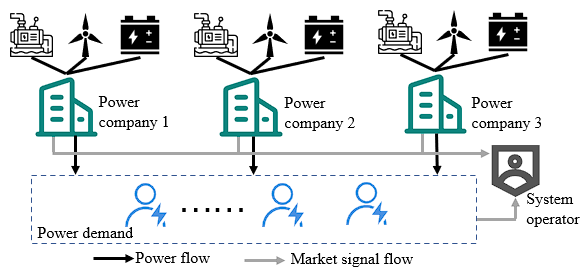 Power
company 1
Power
company 2
Power
company 3
System
operator
Power demand
Power flow
Market signal flow